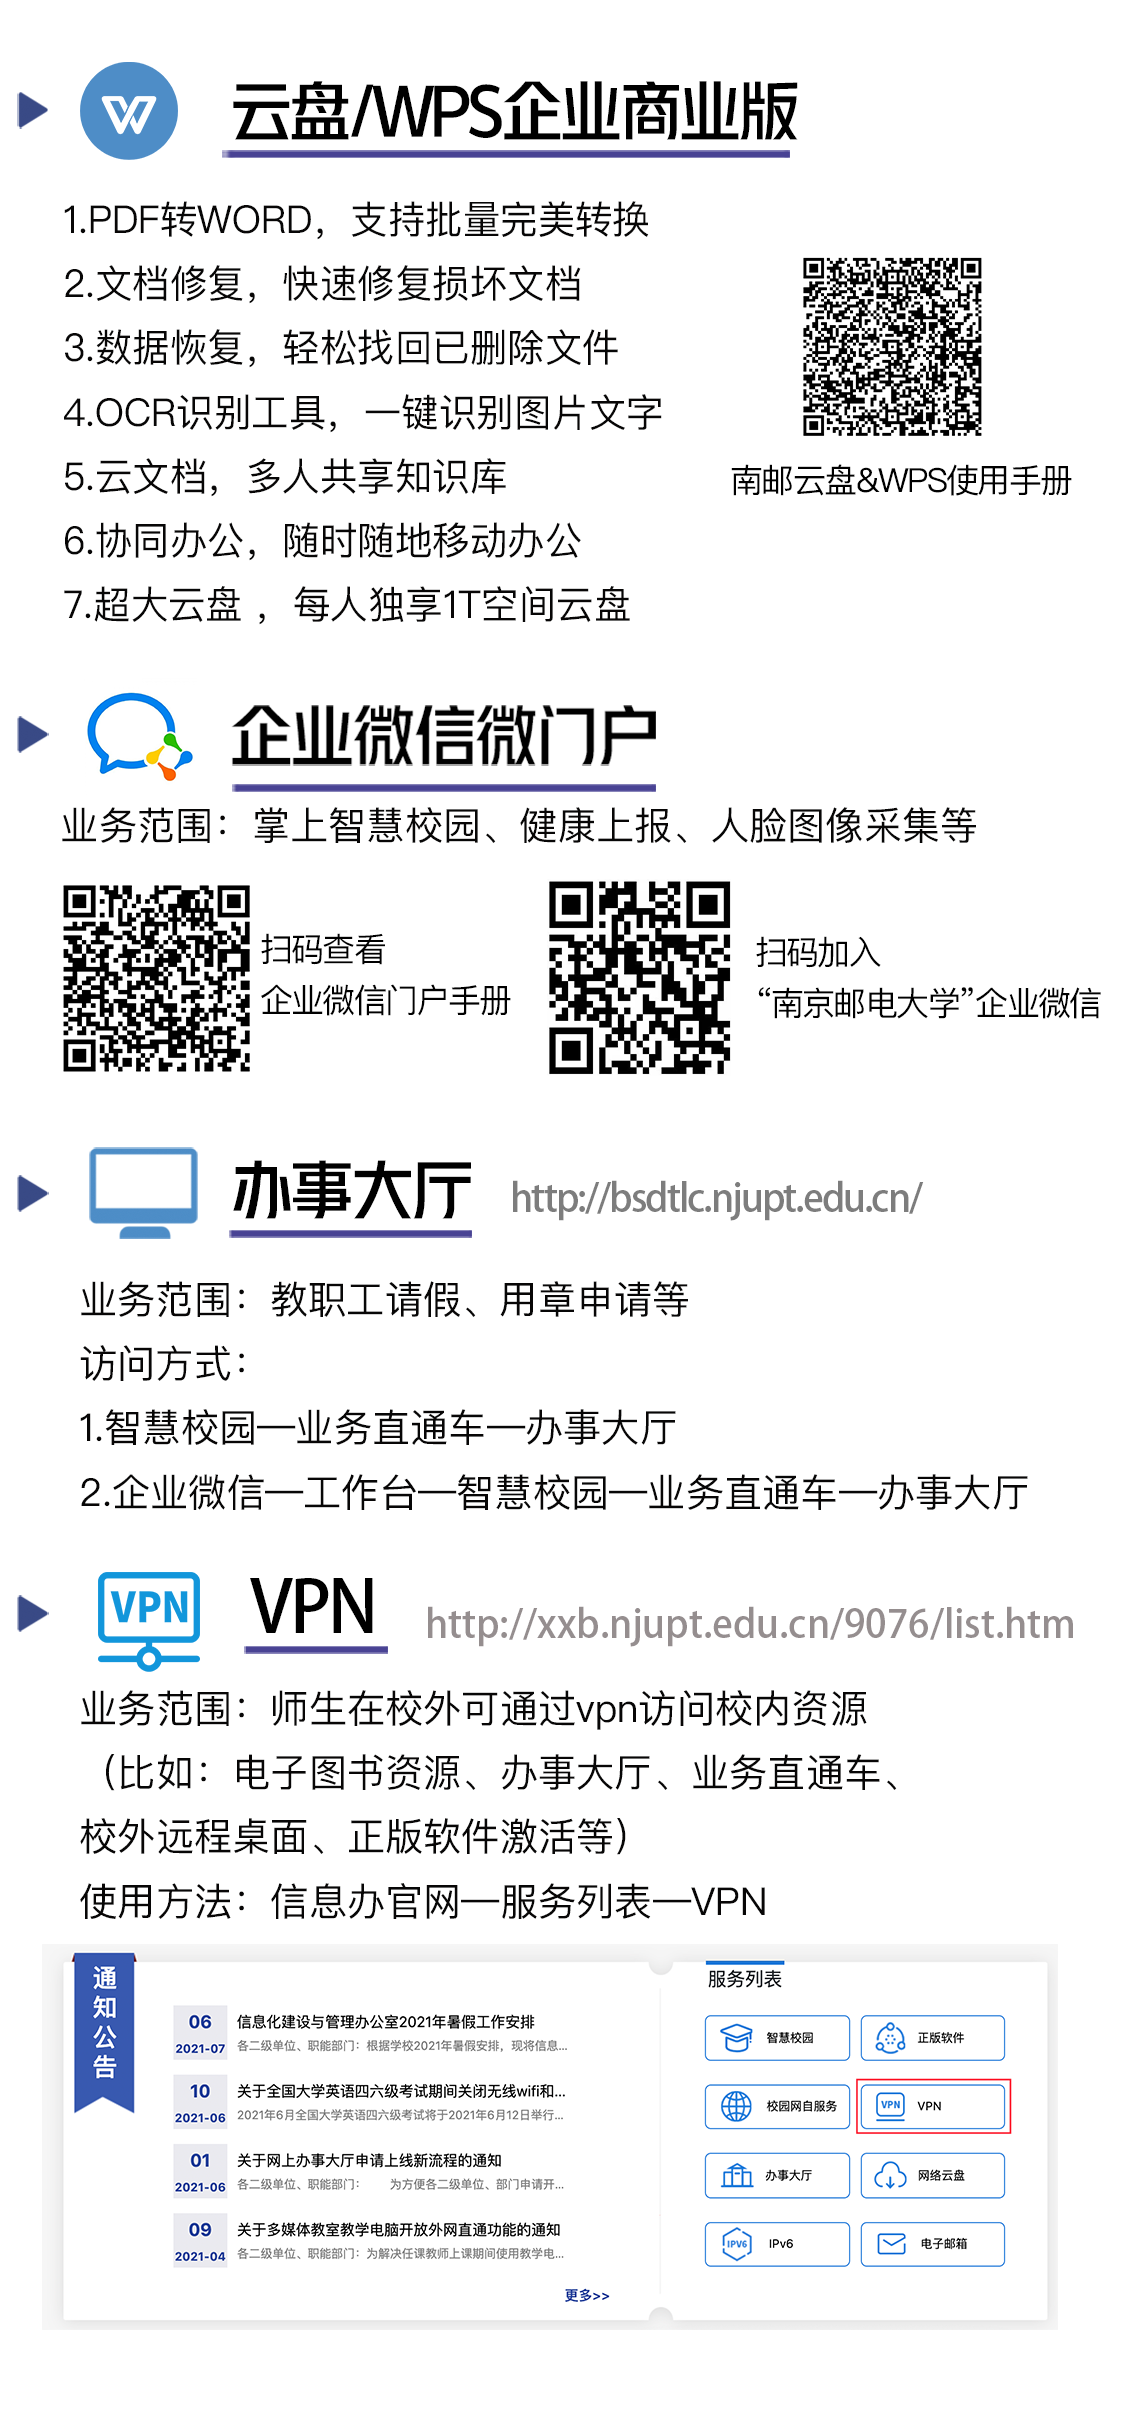 云盘/WPS企业商业版
1.PDF转WORD，支持批量完美转换
2.文档修复，快速修复损坏文档
3.数据恢复，轻松找回已删除文件
4.OCR识别工具，一键识别图片文字
5.云文档，多人共享知识库
6.协同办公，随时随地移动办公
7.超大云盘 ，每人独享1T空间云盘
南邮云盘&WPS使用手册
企业微信微门户
业务范围：掌上智慧校园、健康上报、人脸图像采集等
扫码查看
企业微信门户手册
扫码加入
“南京邮电大学”企业微信
办事大厅
http://bsdtlc.njupt.edu.cn/
业务范围：教职工请假、用章申请等
访问方式：
1.智慧校园—业务直通车—办事大厅
2.企业微信—工作台—智慧校园—业务直通车—办事大厅
VPN
VPN
http://xxb.njupt.edu.cn/9076/list.htm
业务范围：师生在校外可通过vpn访问校内资源
（比如：电子图书资源、办事大厅、业务直通车、
校外远程桌面、正版软件激活等）
使用方法：信息办官网—服务列表—VPN
通知公告
06
2021-07
信息化建设与管理办公室2021年暑假工作安排
各二级单位、职能部门：根据学校2021年暑假安排，现将信息...
10
2021-06
关于全国大学英语四六级考试期间关闭无线wifi和...
2021年6月全国大学英语四六级考试将于2021年6月12日举行...
01
2021-06
关于网上办事大厅申请上线新流程的通知
各二级单位、职能部门： 为方便各二级单位、部门申请开...
09
2021-04
关于多媒体教室教学电脑开放外网直通功能的通知
各二级单位、职能部门：为解决任课教师上课期间使用教学电...
更多>>
服务列表
智慧校园
正版软件
校园网自服务
VPN
VPN
办事大厅
网络云盘
IPV6
IPv6
电子邮箱